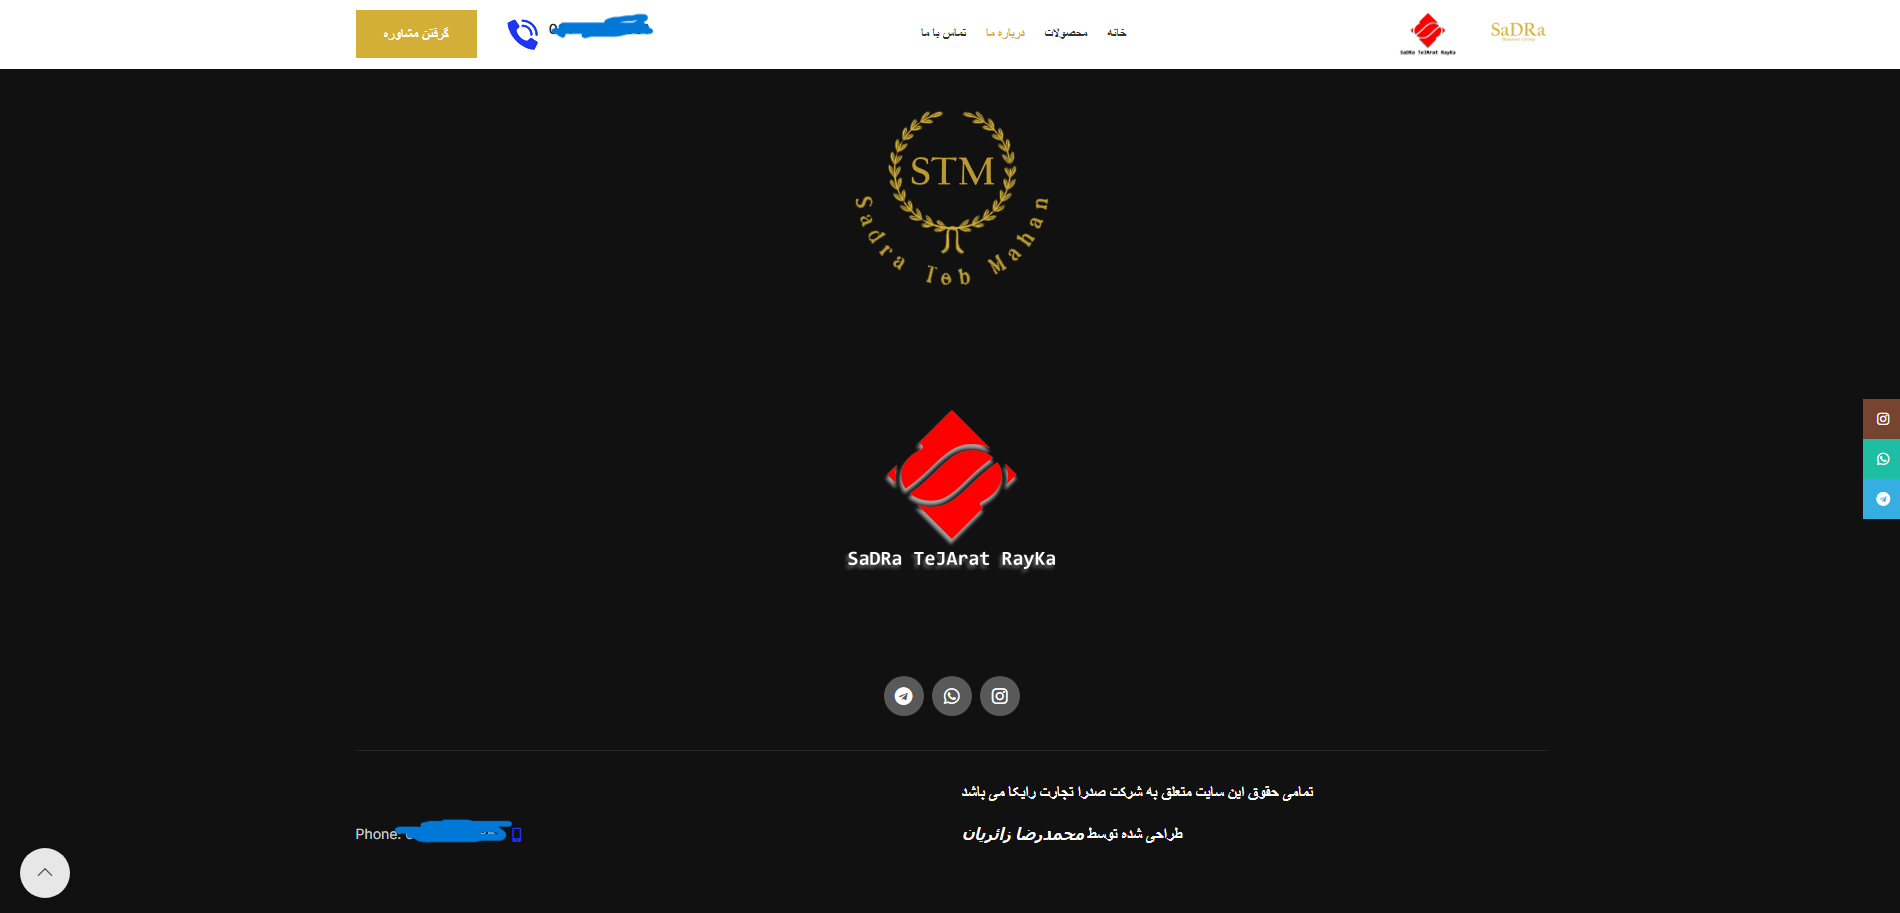 SaDRa
SaDRa TeJArat RayKa
خانه
محصولات
درباره ما
تماس با ما
گرفتن مشاوره
STM
Sadra Teb Mahan
SaDRa TeJArat RayKa
تمامی حقوق این سایت متعلق به شرکت صدرا تجارت رایکا می باشد
طراحی شده توسط محمدرضا زائریان
Phone: